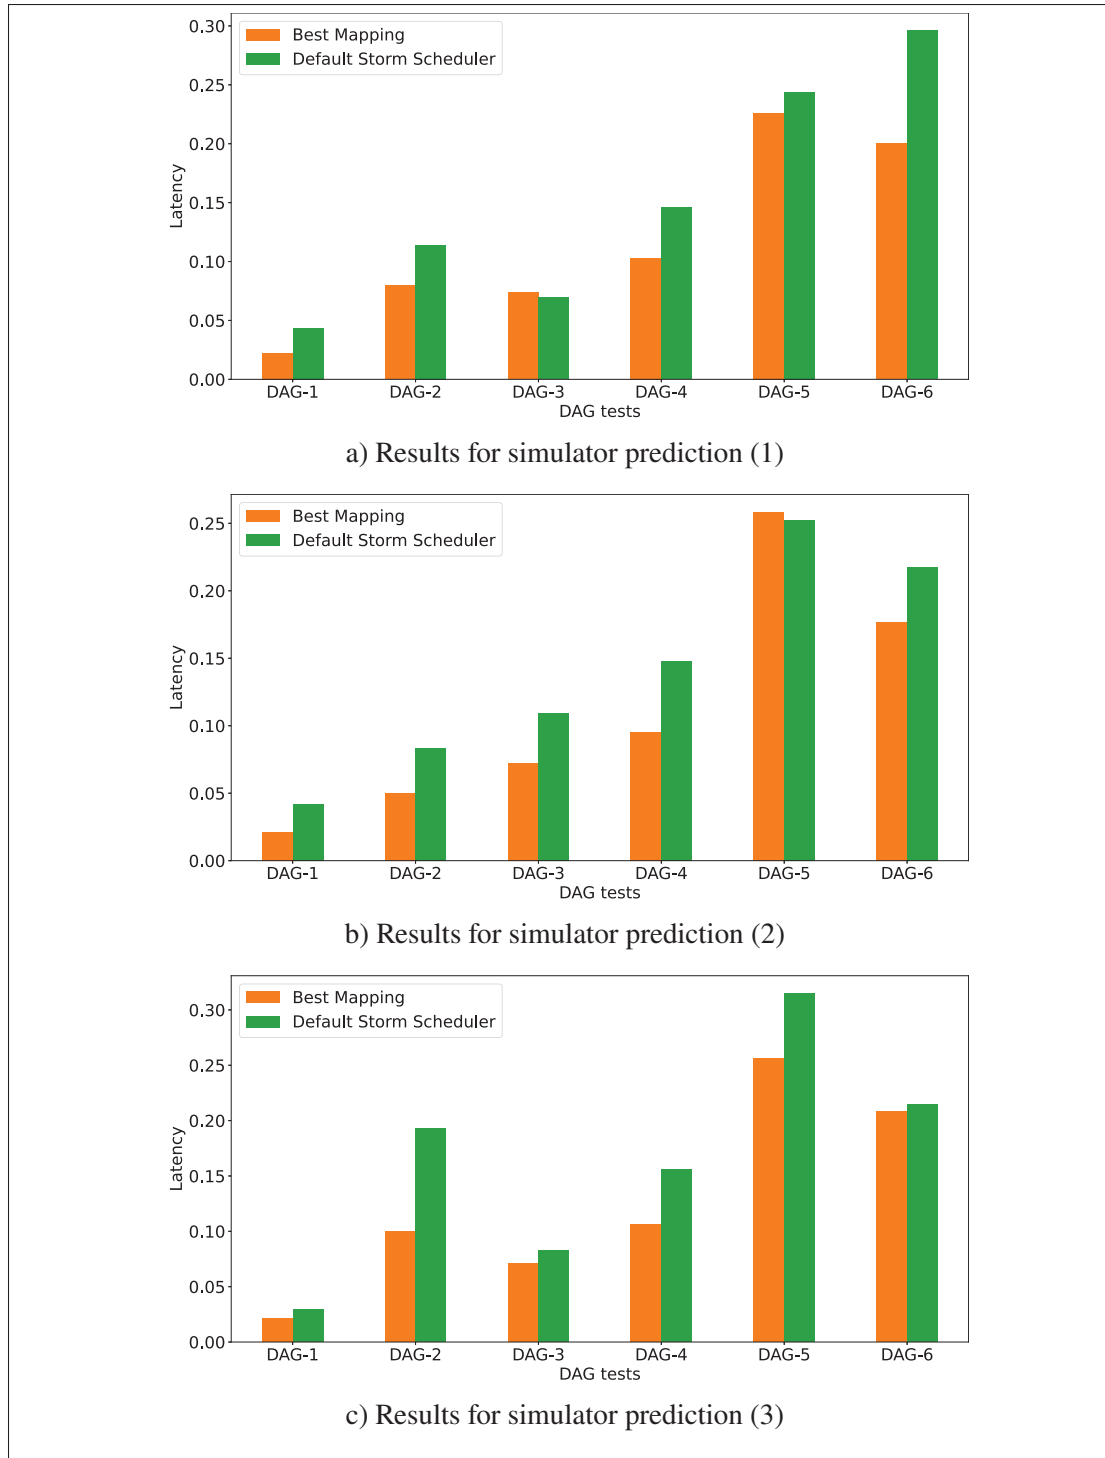 0.30
0.25
0.20
0.15
0.10
0.05
0.00
Latency
Best Mapping
Default Storm Scheduler
DAG-1 DAG-2 DAG-3 DAG-4 DAG-5 DAG-6
DAG tests
a) Results for simulator prediction (1)
0.25
0.20
0.15
0.10
0.05
0.00
Latency
Best Mapping
Default Storm Scheduler
DAG-1 DAG-2 DAG-3 DAG-4 DAG-5 DAG-6
DAG tests
b) Results for simulator prediction (2)
0.30
0.25
0.20
0.15
0.10
0.05
0.00
Latency
Best Mapping
Default Storm Scheduler
DAG-1 DAG-2 DAG-3 DAG-4 DAG-5 DAG-6
DAG tests
c) Results for simulator prediction (3)